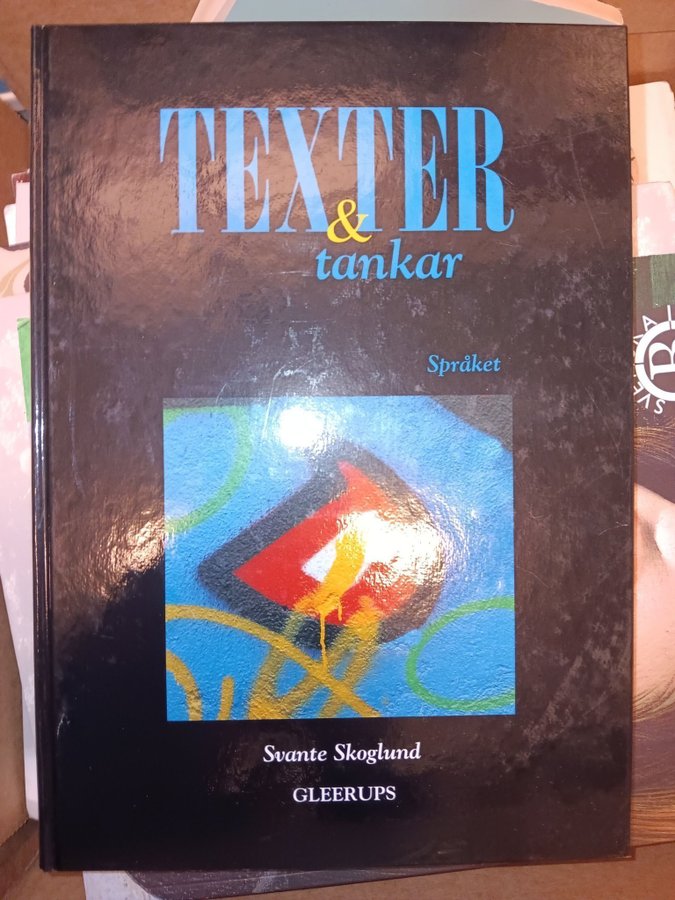 TEXTER
&
tankar
Språket
Svante Skoglund
GLEERUPS
B